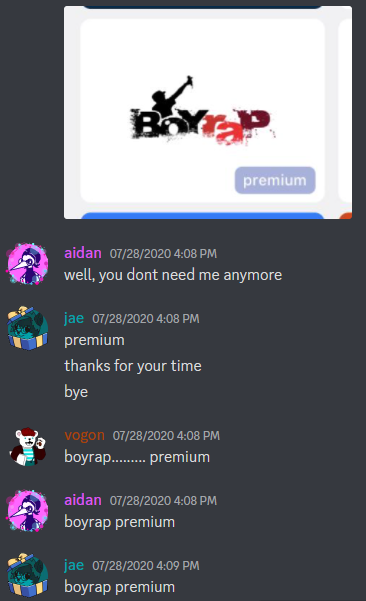 BoYraP
premium
aidan 07/28/2020 4:08 PM
well, you dont need me anymore
jae 07/28/2020 4:08 PM
premium
thanks for your time
bye
vogon 07/28/2020 4:08 PM
boyrap......... premium
aidan 07/28/2020 4:08 PM
boyrap premium
jae 07/28/2020 4:09 PM
boyrap premium